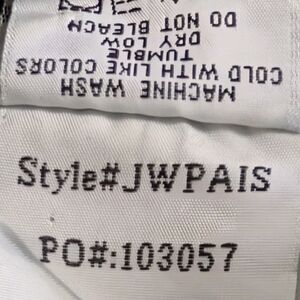 MACHINE WASH
COLD WITH LIKE COLORS
TUMBLE
DRY LOW
DO NOT BLEACH
Style#JWPAIS
PO#:103057